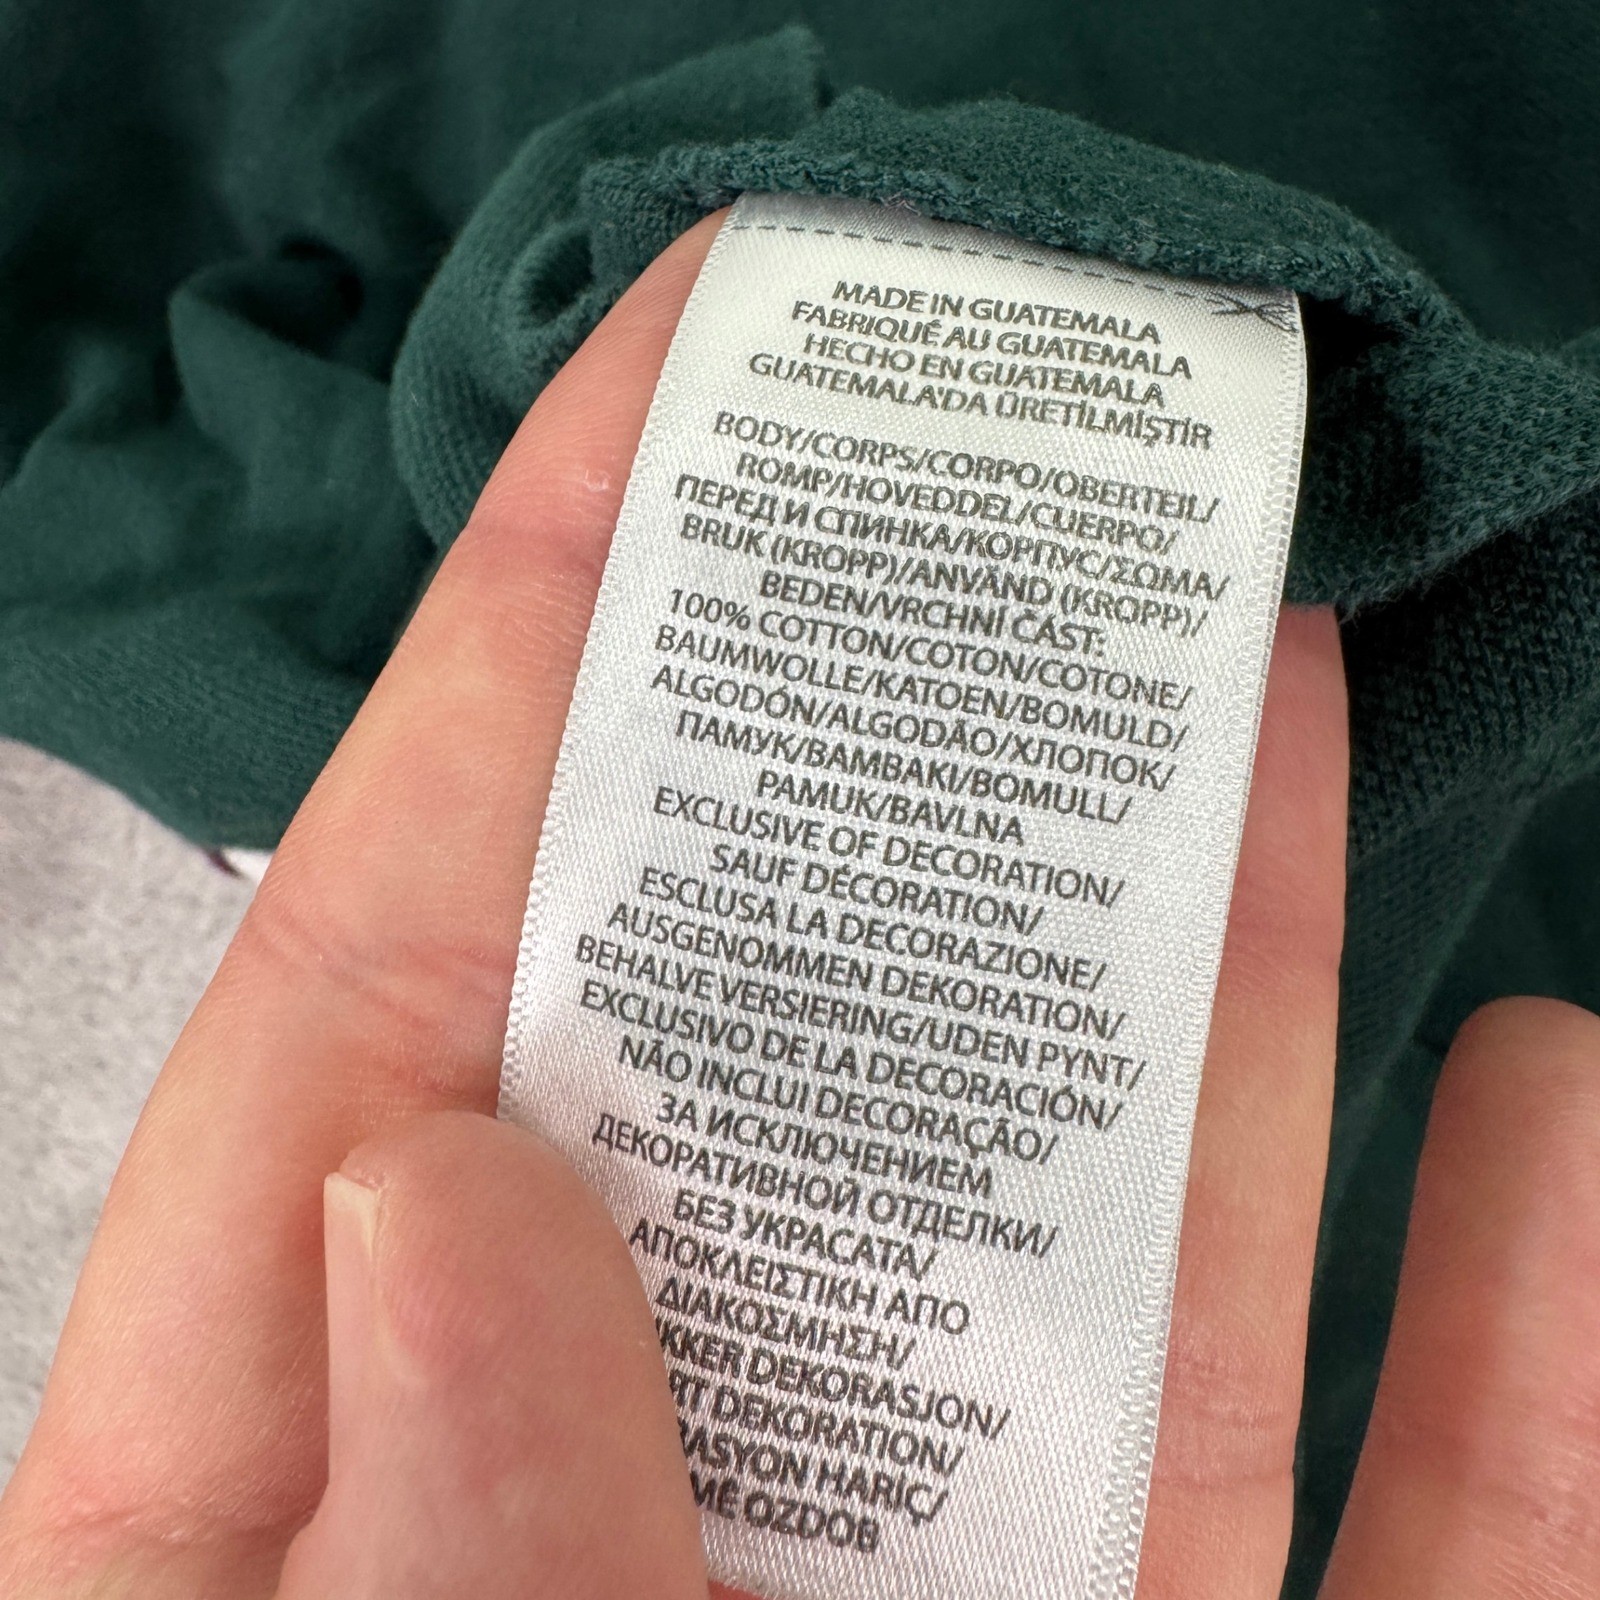 MADE IN GUATEMALA
FABRIQUÉ AU GUATEMALA
HECHO EN GUATEMALA
GUATEMALA'DA ÜRETİLMİŞTİR
BODY/CORPS/CORPO/OBERTEIL/
ROMP/HOVEDDEL/CUERPO/
ПЕРЕД И СПИНКА/КОРПУС/ΣΩΜΑ/
BRUK (KROPP)/ANVÄND (KROPP)/
BEDEN/VRCHNÍ ČÁST:
100% COTTON/COTON/COTONE/
BAUMWOLLE/KATOEN/BOMULD/
ALGODÓN/ALGODÃO/ХЛОПОК/
ПАМУК/BAMBAKI/BOMULL/
PAMUK/BAVLNA
EXCLUSIVE OF DECORATION/
SAUF DÉCORATION/
ESCLUSA LA DECORAZIONE/
AUSGENOMMEN DEKORATION/
BEHALVE VERSIERING/UDEN PYNT/
EXCLUSIVO DE LA DECORACIÓN/
NÃO INCLUI DECORAÇÃO/
ЗА ИСКЛЮЧЕНИЕМ
ДЕКОРАТИВНОЙ ОТДЕЛКИ/
БЕЗ УКРАСАТА/
ΑΠΟΚΛΕΙΣΤΙΚΗ ΑΠΟ
ΔΙΑΚΟΣΜΗΣΗ/
DEKORASJON/
DEKORATION/
HARİÇ/
OZDOB